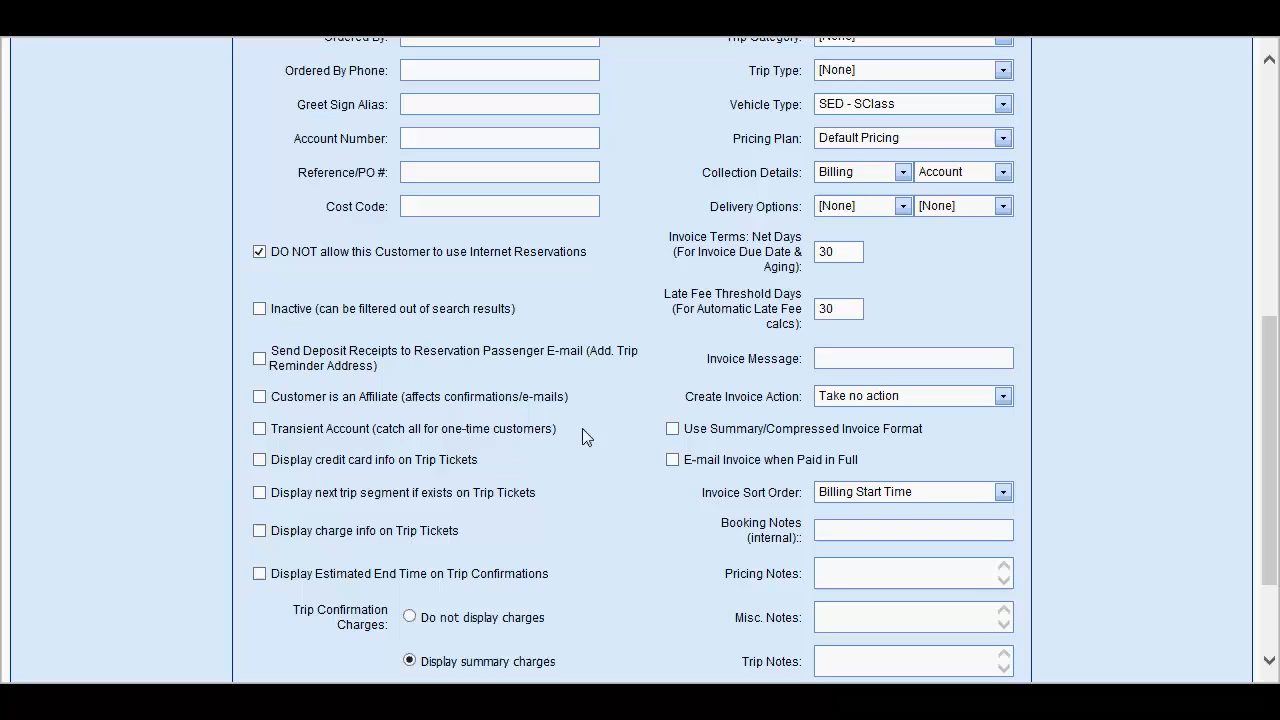 Ordered By:
Trip Category:
[None]
Ordered By Phone:
Trip Type:
[None]
Greet Sign Alias:
Vehicle Type:
SED - SClass
Account Number:
Pricing Plan:
Default Pricing
Reference/PO #:
Collection Details:
Billing
Account
Cost Code:
Delivery Options:
[None]
[None]
DO NOT allow this Customer to use Internet Reservations
Invoice Terms: Net Days
(For Invoice Due Date &
Aging):
30
Inactive (can be filtered out of search results)
Late Fee Threshold Days
(For Automatic Late Fee
calcs):
30
Send Deposit Receipts to Reservation Passenger E-mail (Add. Trip
Reminder Address)
Invoice Message:
Customer is an Affiliate (affects confirmations/e-mails)
Create Invoice Action:
Take no action
Transient Account (catch all for one-time customers)
Use Summary/Compressed Invoice Format
Display credit card info on Trip Tickets
E-mail Invoice when Paid in Full
Display next trip segment if exists on Trip Tickets
Invoice Sort Order:
Billing Start Time
Display charge info on Trip Tickets
Booking Notes
(internal)::
Display Estimated End Time on Trip Confirmations
Pricing Notes:
Trip Confirmation
Charges:
Do not display charges
Misc. Notes:
Display summary charges
Trip Notes: